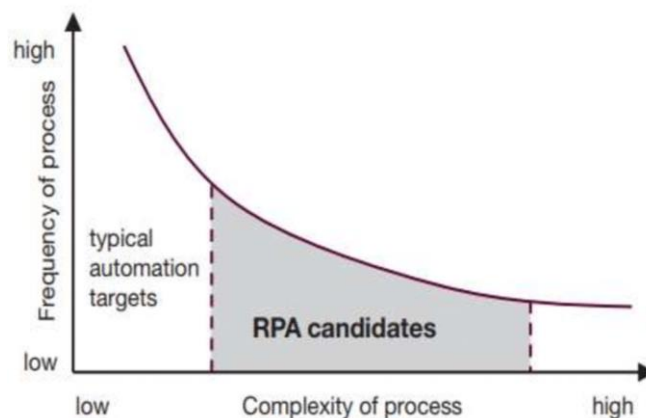 high
Frequency of process
typical
automation
targets
RPA candidates
low
low Complexity of process high